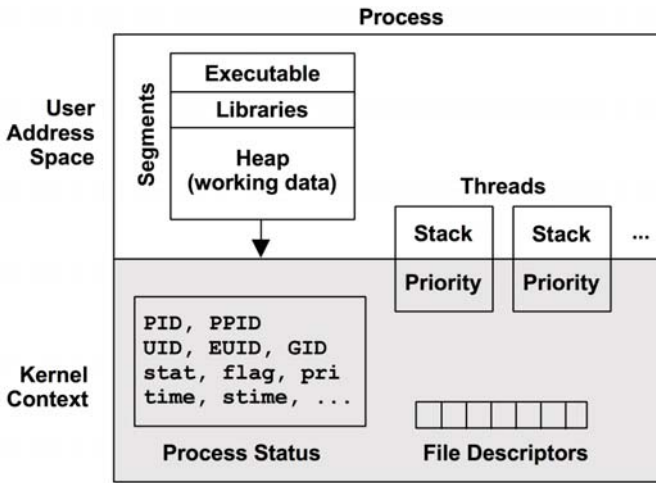 Process
User
Address
Space
Segments
Executable
Libraries
Heap
(working data)
Threads
Stack
Stack
...
Priority
Priority
Kernel
Context
PID, PPID
UID, EUID, GID
stat, flag, pri
time, stime, ...
Process Status
File Descriptors